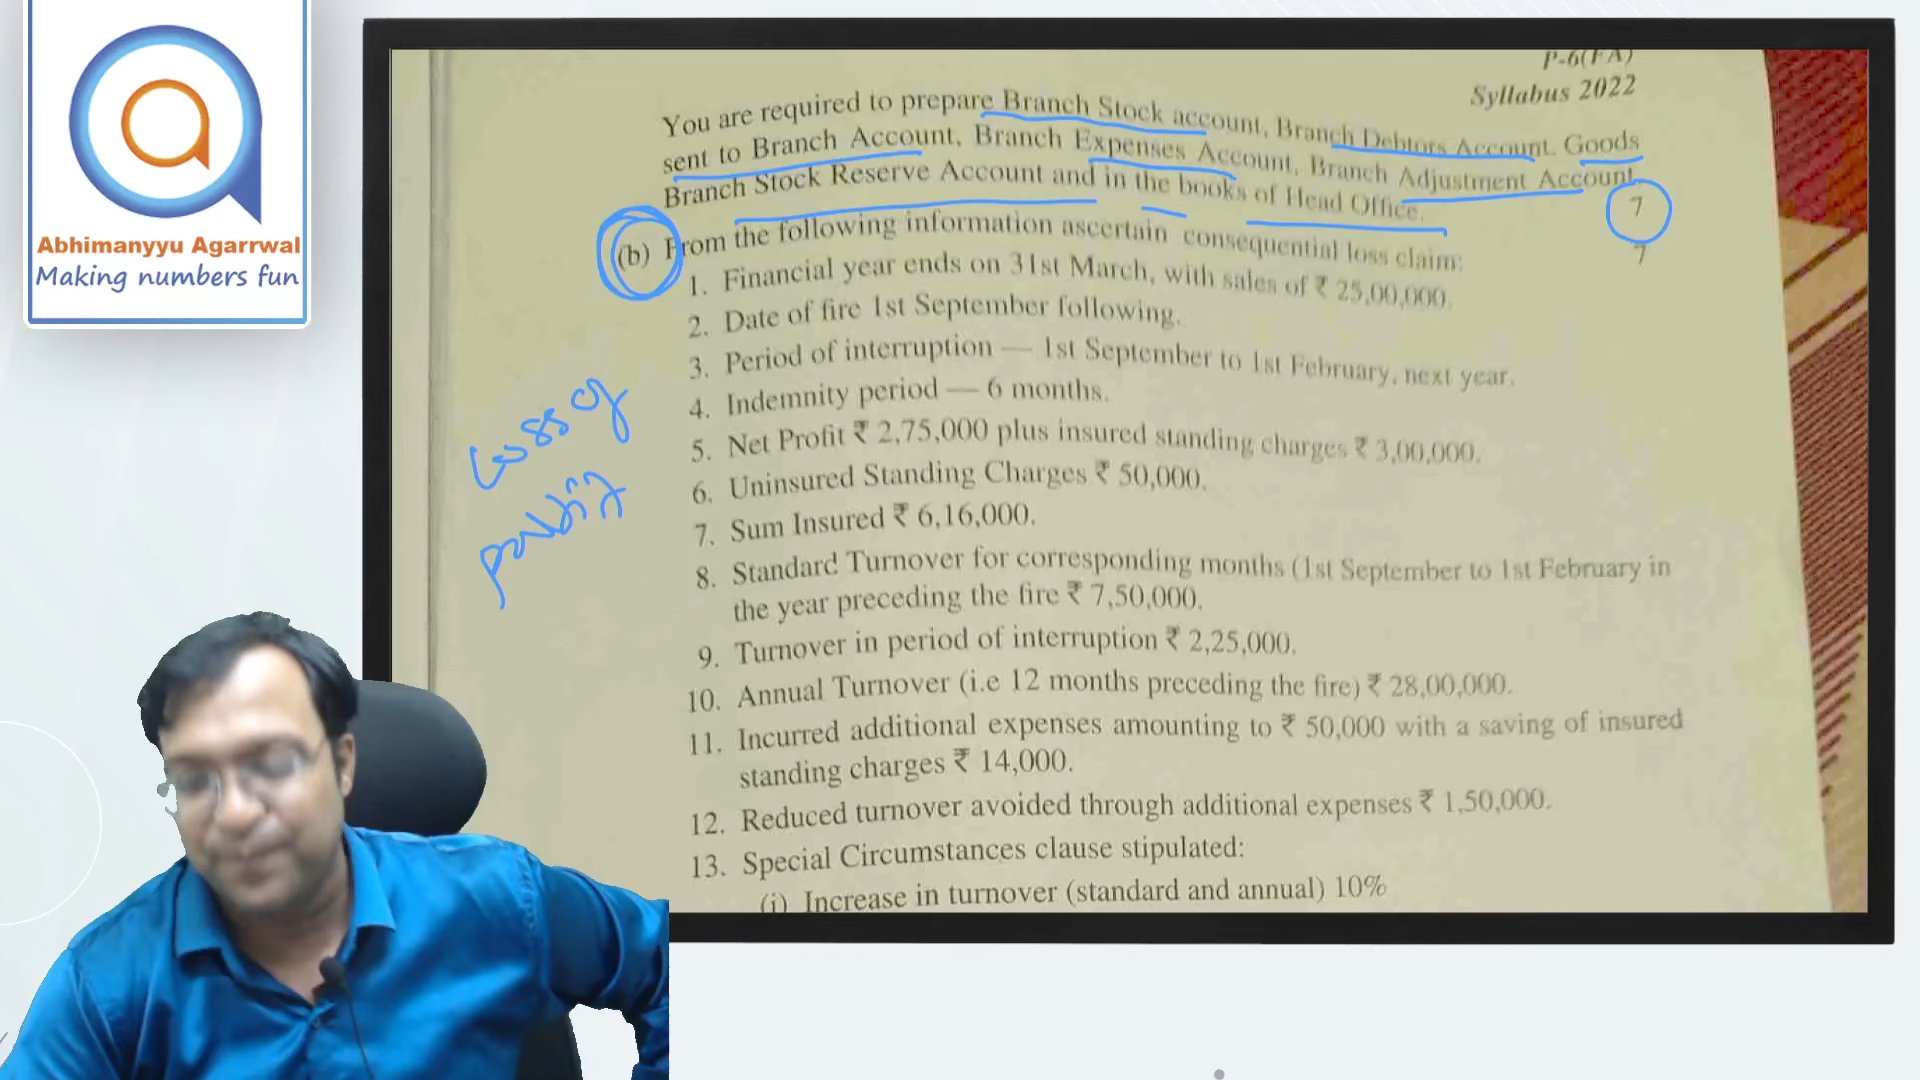 Abhimanyyu Agarrwal
Making numbers fun
P-6(FA)
Syllabus 2022
You are required to prepare Branch Stock account, Branch Debtors Account. Goods
sent to Branch Account, Branch Expenses Account, Branch Adjustment Account,
Branch Stock Reserve Account and in the books of Head Office.
7
(b) From the following information ascertain consequential loss claim:
7
1. Financial year ends on 31st March, with sales of ₹ 25,00,000.
2. Date of fire 1st September following.
3. Period of interruption — 1st September to 1st February, next year.
4. Indemnity period — 6 months.
5. Net Profit ₹ 2,75,000 plus insured standing charges ₹ 3,00,000.
6. Uninsured Standing Charges ₹ 50,000.
7. Sum Insured ₹ 6,16,000.
8. Standard Turnover for corresponding months (1st September to 1st February in
the year preceding the fire ₹ 7,50,000.
9. Turnover in period of interruption ₹ 2,25,000.
10. Annual Turnover (i.e 12 months preceding the fire) ₹ 28,00,000.
11. Incurred additional expenses amounting to ₹ 50,000 with a saving of insured
standing charges ₹ 14,000.
12. Reduced turnover avoided through additional expenses ₹ 1,50,000.
13. Special Circumstances clause stipulated:
(i) Increase in turnover (standard and annual) 10%
Loss of
profit